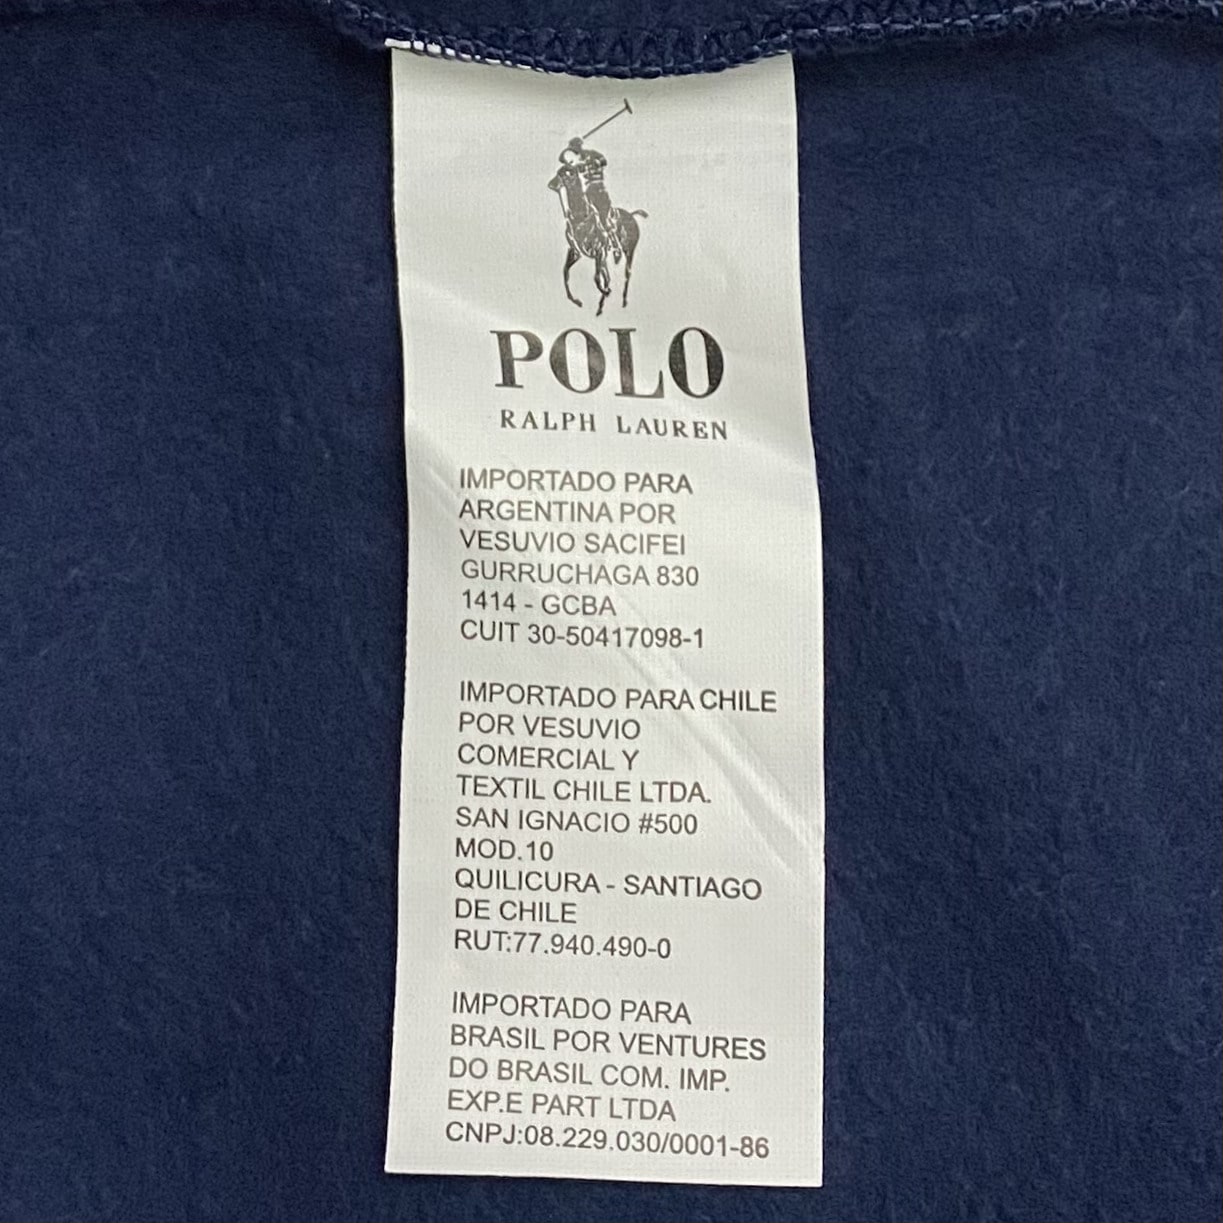 POLO
RALPH LAUREN
IMPORTADO PARA
ARGENTINA POR
VESUVIO SACIFEI
GURRUCHAGA 830
1414 - GCBA
CUIT 30-50417098-1
IMPORTADO PARA CHILE
POR VESUVIO
COMERCIAL Y
TEXTIL CHILE LTDA.
SAN IGNACIO #500
MOD.10
QUILICURA - SANTIAGO
DE CHILE
RUT:77.940.490-0
IMPORTADO PARA
BRASIL POR VENTURES
DO BRASIL COM. IMP.
EXP.E PART LTDA
CNPJ:08.229.030/0001-86